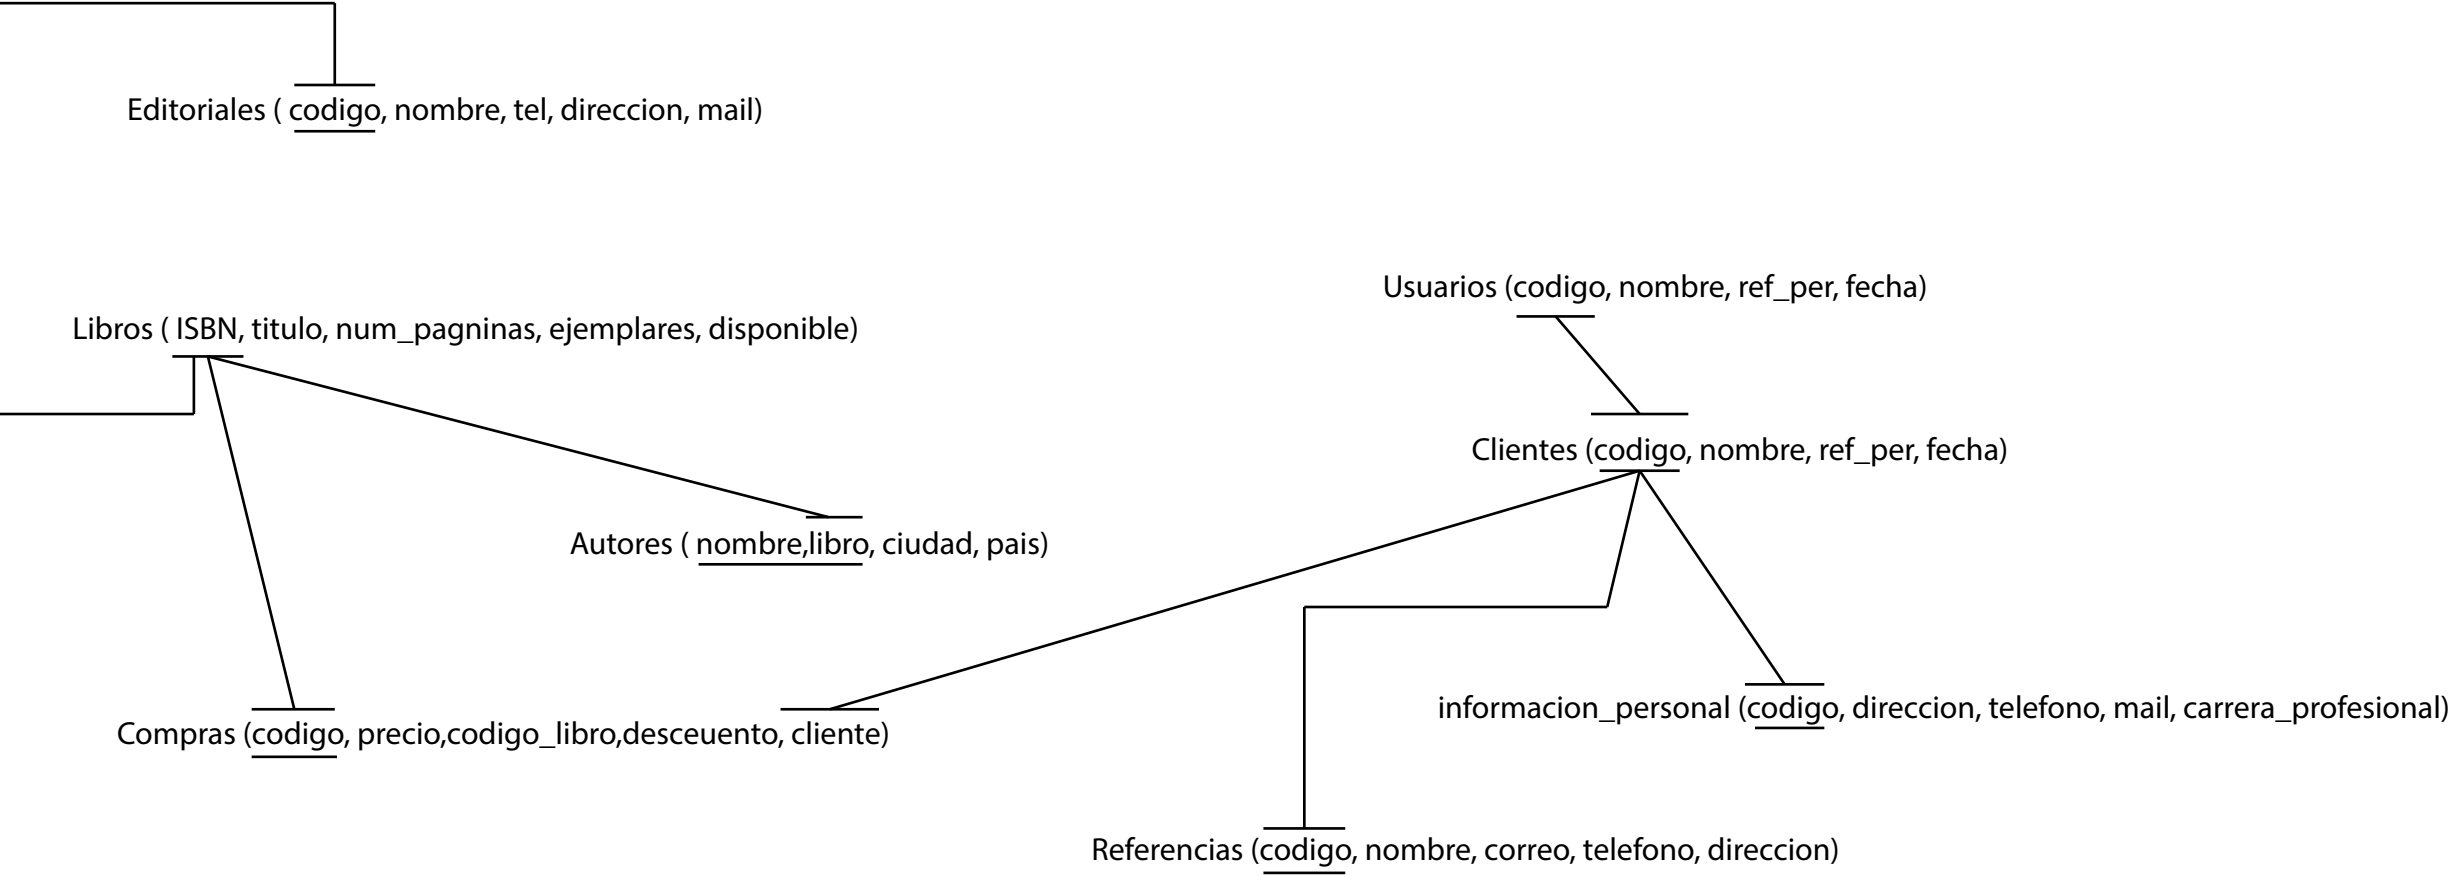 Editoriales ( codigo, nombre, tel, direccion, mail)
Usuarios (codigo, nombre, ref_per, fecha)
Libros ( ISBN, titulo, num_pagninas, ejemplares, disponible)
Clientes (codigo, nombre, ref_per, fecha)
Autores ( nombre,libro, ciudad, pais)
informacion_personal (codigo, direccion, telefono, mail, carrera_profesional)
Compras (codigo, precio,codigo_libro,desceuento, cliente)
Referencias (codigo, nombre, correo, telefono, direccion)